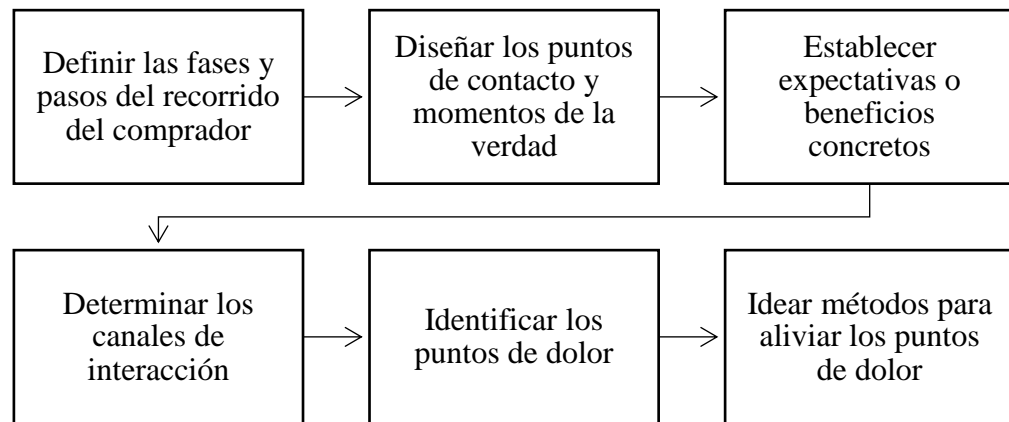 Definir las fases y
pasos del recorrido
del comprador
Diseñar los puntos
de contacto y
momentos de la
verdad
Establecer
expectativas o
beneficios
concretos
Determinar los
canales de
interacción
Identificar los
puntos de dolor
Idear métodos para
aliviar los puntos
de dolor